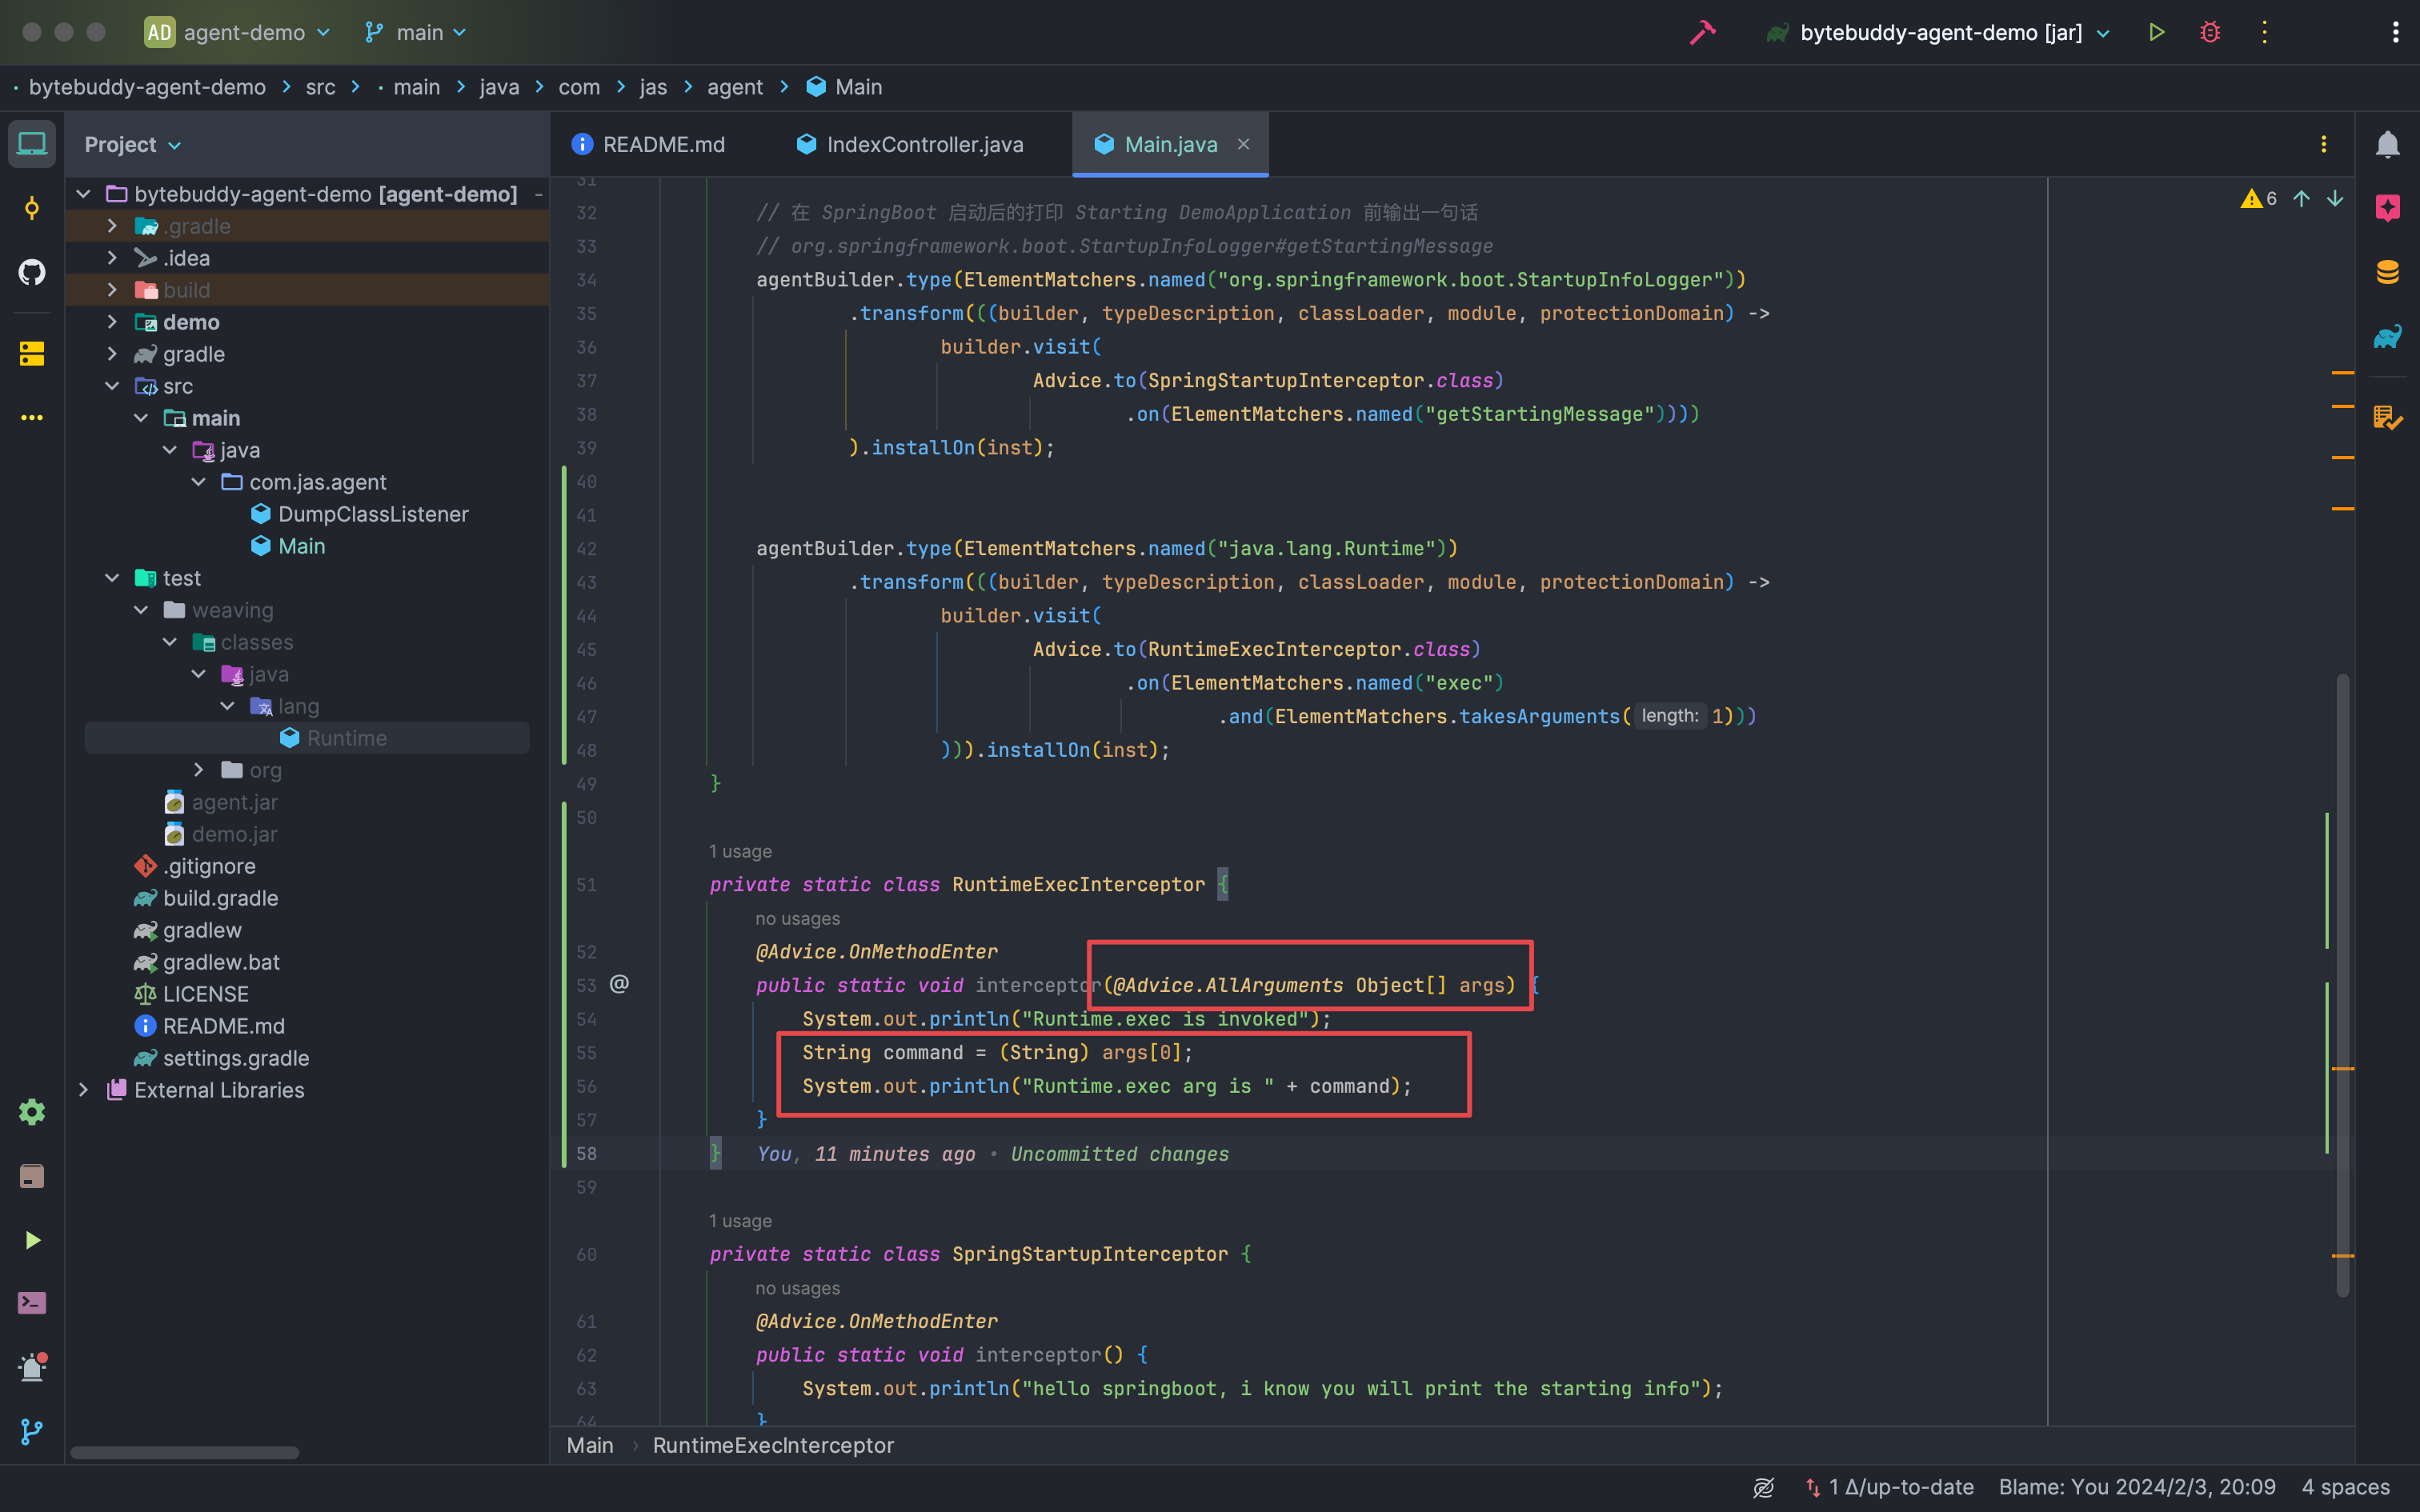 AD agent-demo main bytebuddy-agent-demo [jar]
bytebuddy-agent-demo src main java com jas agent Main
Project
README.md IndexController.java Main.java
bytebuddy-agent-demo [agent-demo]
.gradle
.idea
build
demo
gradle
src
main
java
com.jas.agent
DumpClassListener
Main
test
weaving
classes
java
lang
Runtime
org
agent.jar
demo.jar
.gitignore
build.gradle
gradlew
gradlew.bat
LICENSE
README.md
settings.gradle
External Libraries
31
32 // 在 SpringBoot 启动后的打印 Starting DemoApplication 前输出一句话
6
33 // org.springframework.boot.StartupInfoLogger#getStartingMessage
34 agentBuilder.type(ElementMatchers.named("org.springframework.boot.StartupInfoLogger"))
35 .transform(((builder, typeDescription, classLoader, module, protectionDomain) ->
36 builder.visit(
37 Advice.to(SpringStartupInterceptor.class)
38 .on(ElementMatchers.named("getStartingMessage"))))
39 ).installOn(inst);
40
41
42 agentBuilder.type(ElementMatchers.named("java.lang.Runtime"))
43 .transform(((builder, typeDescription, classLoader, module, protectionDomain) ->
44 builder.visit(
45 Advice.to(RuntimeExecInterceptor.class)
46 .on(ElementMatchers.named("exec")
47 .and(ElementMatchers.takesArguments( length: 1)))
48 ))).installOn(inst);
49 }
50
1 usage
51 private static class RuntimeExecInterceptor {
no usages
52 @Advice.OnMethodEnter
53 @ public static void interceptor(@Advice.AllArguments Object[] args) {
54 System.out.println("Runtime.exec is invoked");
55 String command = (String) args[0];
56 System.out.println("Runtime.exec arg is " + command);
57 }
58 } You, 11 minutes ago • Uncommitted changes
59
1 usage
60 private static class SpringStartupInterceptor {
no usages
61 @Advice.OnMethodEnter
62 public static void interceptor() {
63 System.out.println("hello springboot, i know you will print the starting info");
64 }
Main RuntimeExecInterceptor
1 Δ/up-to-date Blame: You 2024/2/3, 20:09 4 spaces